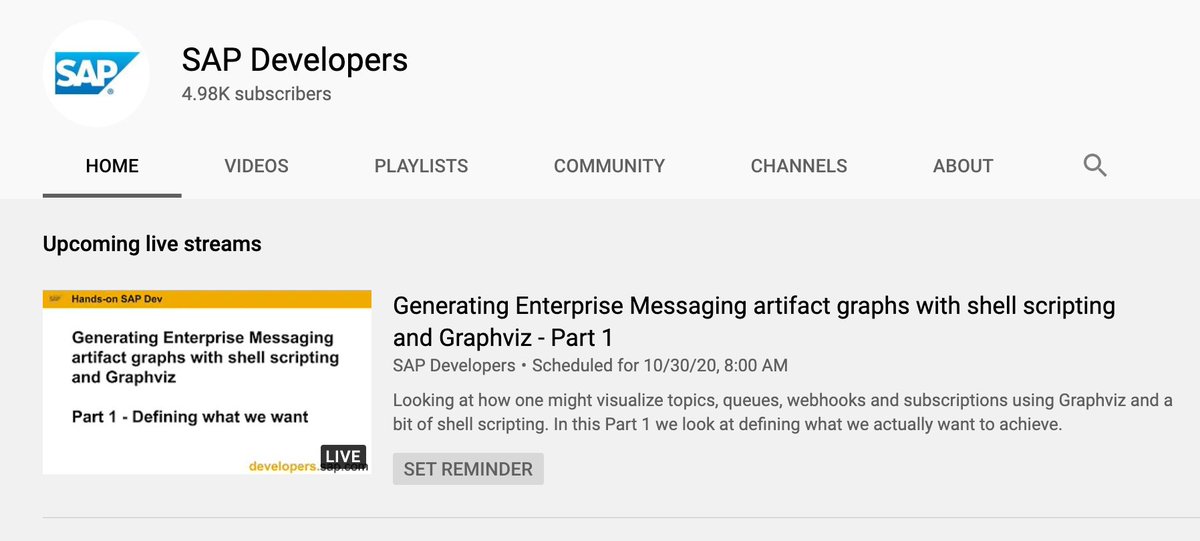 SAP
SAP Developers
4.98K subscribers
HOME VIDEOS PLAYLISTS COMMUNITY CHANNELS ABOUT
Upcoming live streams
SAP Hands-on SAP Dev
Generating Enterprise Messaging
artifact graphs with shell scripting
and Graphviz
Part 1 - Defining what we want
LIVE
developers.sap.com
Generating Enterprise Messaging artifact graphs with shell scripting
and Graphviz - Part 1
SAP Developers • Scheduled for 10/30/20, 8:00 AM
Looking at how one might visualize topics, queues, webhooks and subscriptions using Graphviz and a
bit of shell scripting. In this Part 1 we look at defining what we actually want to achieve.
SET REMINDER